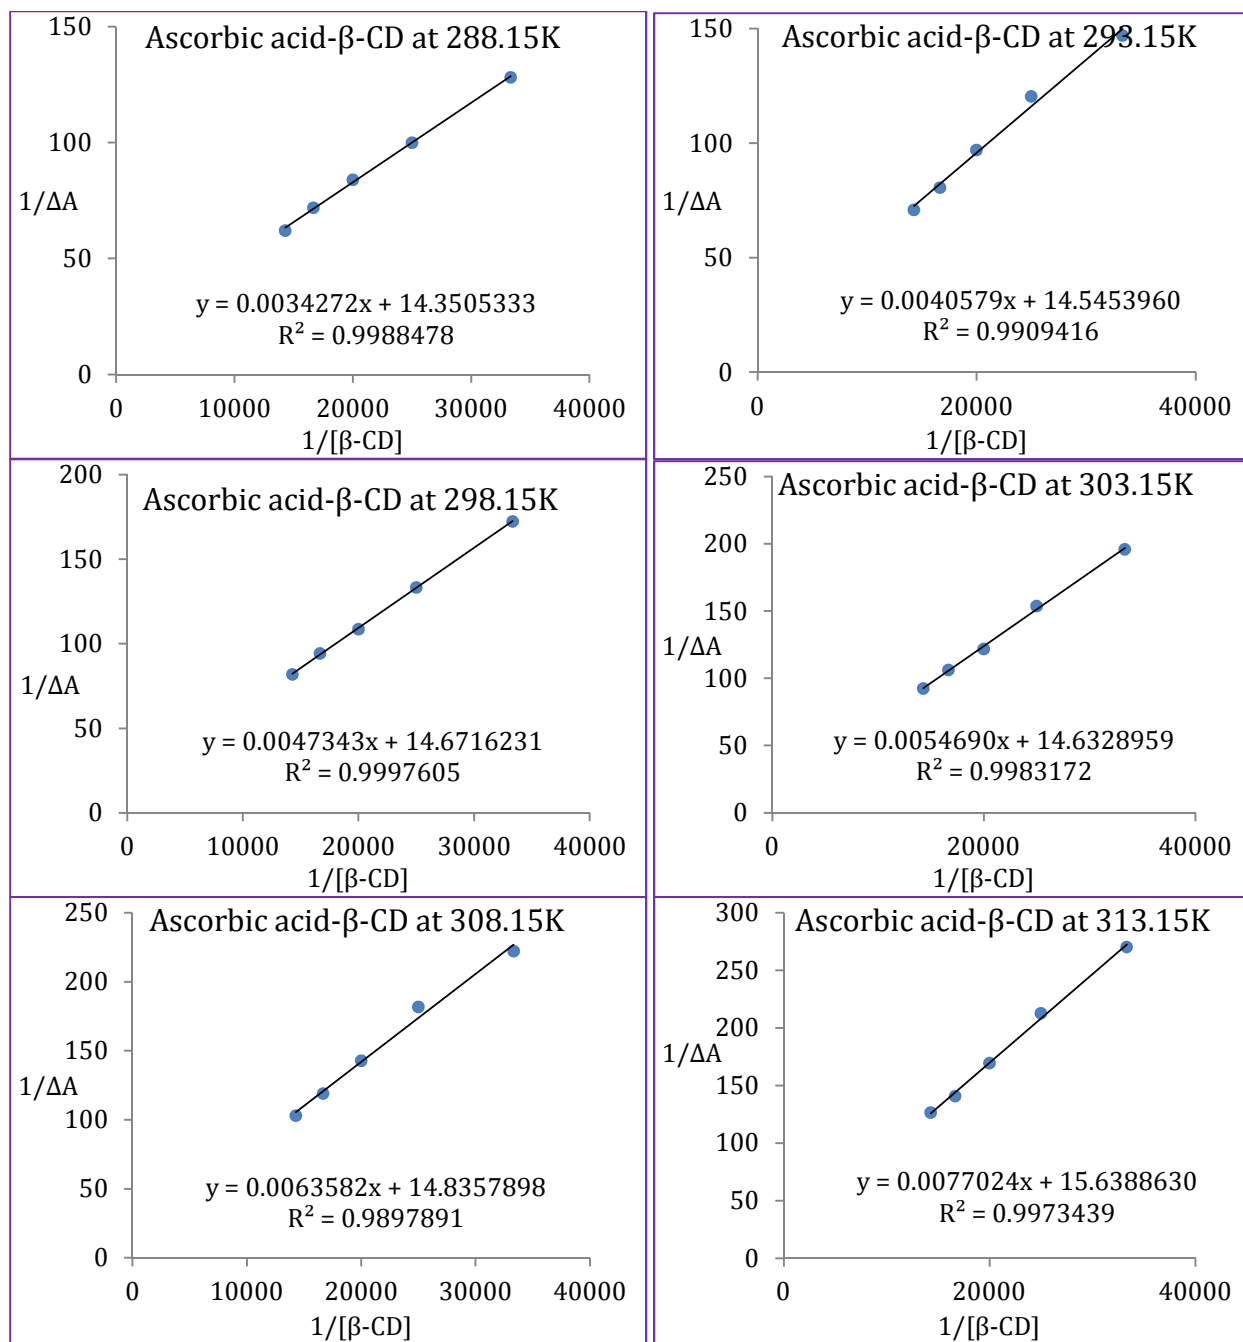 Ascorbic acid-β-CD at 288.15K
150
100
1/ΔA
50
y = 0.0034272x + 14.3505333
R² = 0.9988478
0
0 10000 20000 30000 40000
1/[β-CD]
Ascorbic acid-β-CD at 293.15K
150
100
1/ΔA
50
y = 0.0040579x + 14.5453960
R² = 0.9909416
0
0 20000 40000
1/[β-CD]
Ascorbic acid-β-CD at 298.15K
200
150
100
1/ΔA
50
y = 0.0047343x + 14.6716231
R² = 0.9997605
0
0 10000 20000 30000 40000
1/[β-CD]
Ascorbic acid-β-CD at 303.15K
250
200
150
1/ΔA
100
50
y = 0.0054690x + 14.6328959
R² = 0.9983172
0
0 10000 20000 30000 40000
1/[β-CD]
Ascorbic acid-β-CD at 308.15K
250
200
150
1/ΔA
100
50
y = 0.0063582x + 14.8357898
R² = 0.9897891
0
0 10000 20000 30000 40000
1/[β-CD]
Ascorbic acid-β-CD at 313.15K
300
250
200
1/ΔA
150
100
50
y = 0.0077024x + 15.6388630
R² = 0.9973439
0
0 20000 40000
1/[β-CD]